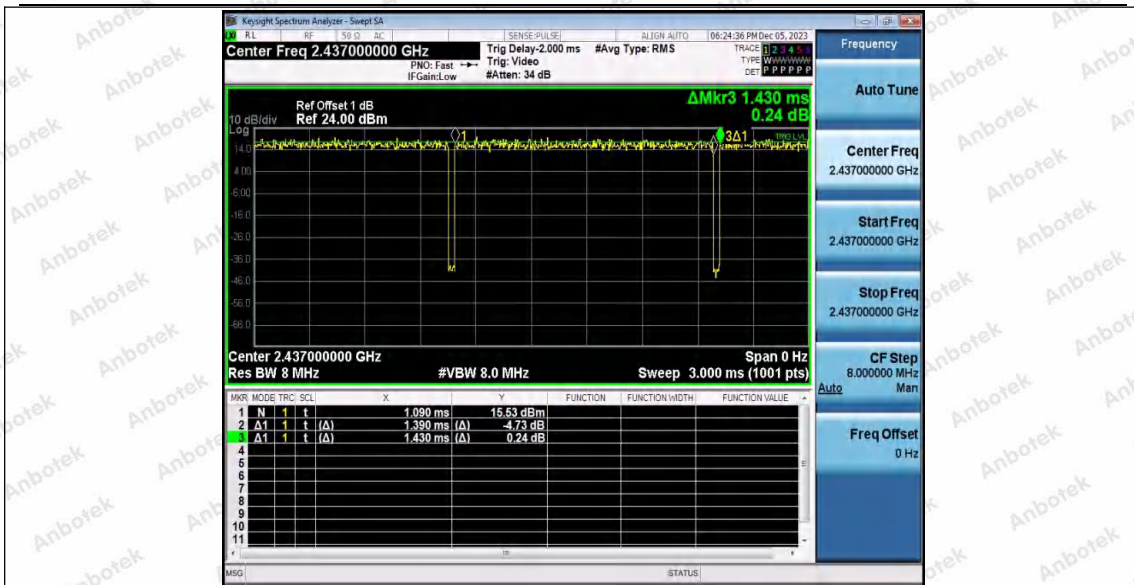 Keysight Spectrum Analyzer - Swept SA
RL RF 50 Ω AC SENSE:PULSE ALIGN AUTO 06:24:36 PM Dec 05, 2023
Center Freq 2.437000000 GHz
PNO: Fast
IFGain:Low
Trig Delay-2.000 ms
Trig: Video
#Atten: 34 dB
#Avg Type: RMS
TRACE 1 2 3 4 5 6
TYPE WWWWWW
DET P P P P P P
Ref Offset 1 dB
Ref 24.00 dBm
10 dB/div
Log
ΔMkr3 1.430 ms
0.24 dB
1
3Δ1
TRIG LVL
14.0
4.00
-6.00
-16.0
-26.0
-36.0
-46.0
-56.0
-66.0
Center 2.437000000 GHz Span 0 Hz
Res BW 8 MHz #VBW 8.0 MHz Sweep 3.000 ms (1001 pts)
MKR MODE TRC SCL X Y FUNCTION FUNCTION WIDTH FUNCTION VALUE
1 N 1 t 1.090 ms 15.53 dBm
2 Δ1 1 t (Δ) 1.390 ms (Δ) -4.73 dB
3 Δ1 1 t (Δ) 1.430 ms (Δ) 0.24 dB
4
5
6
7
8
9
10
11
MSG STATUS
Frequency
Auto Tune
Center Freq
2.437000000 GHz
Start Freq
2.437000000 GHz
Stop Freq
2.437000000 GHz
CF Step
8.000000 MHz
Auto Man
Freq Offset
0 Hz
Anbotek